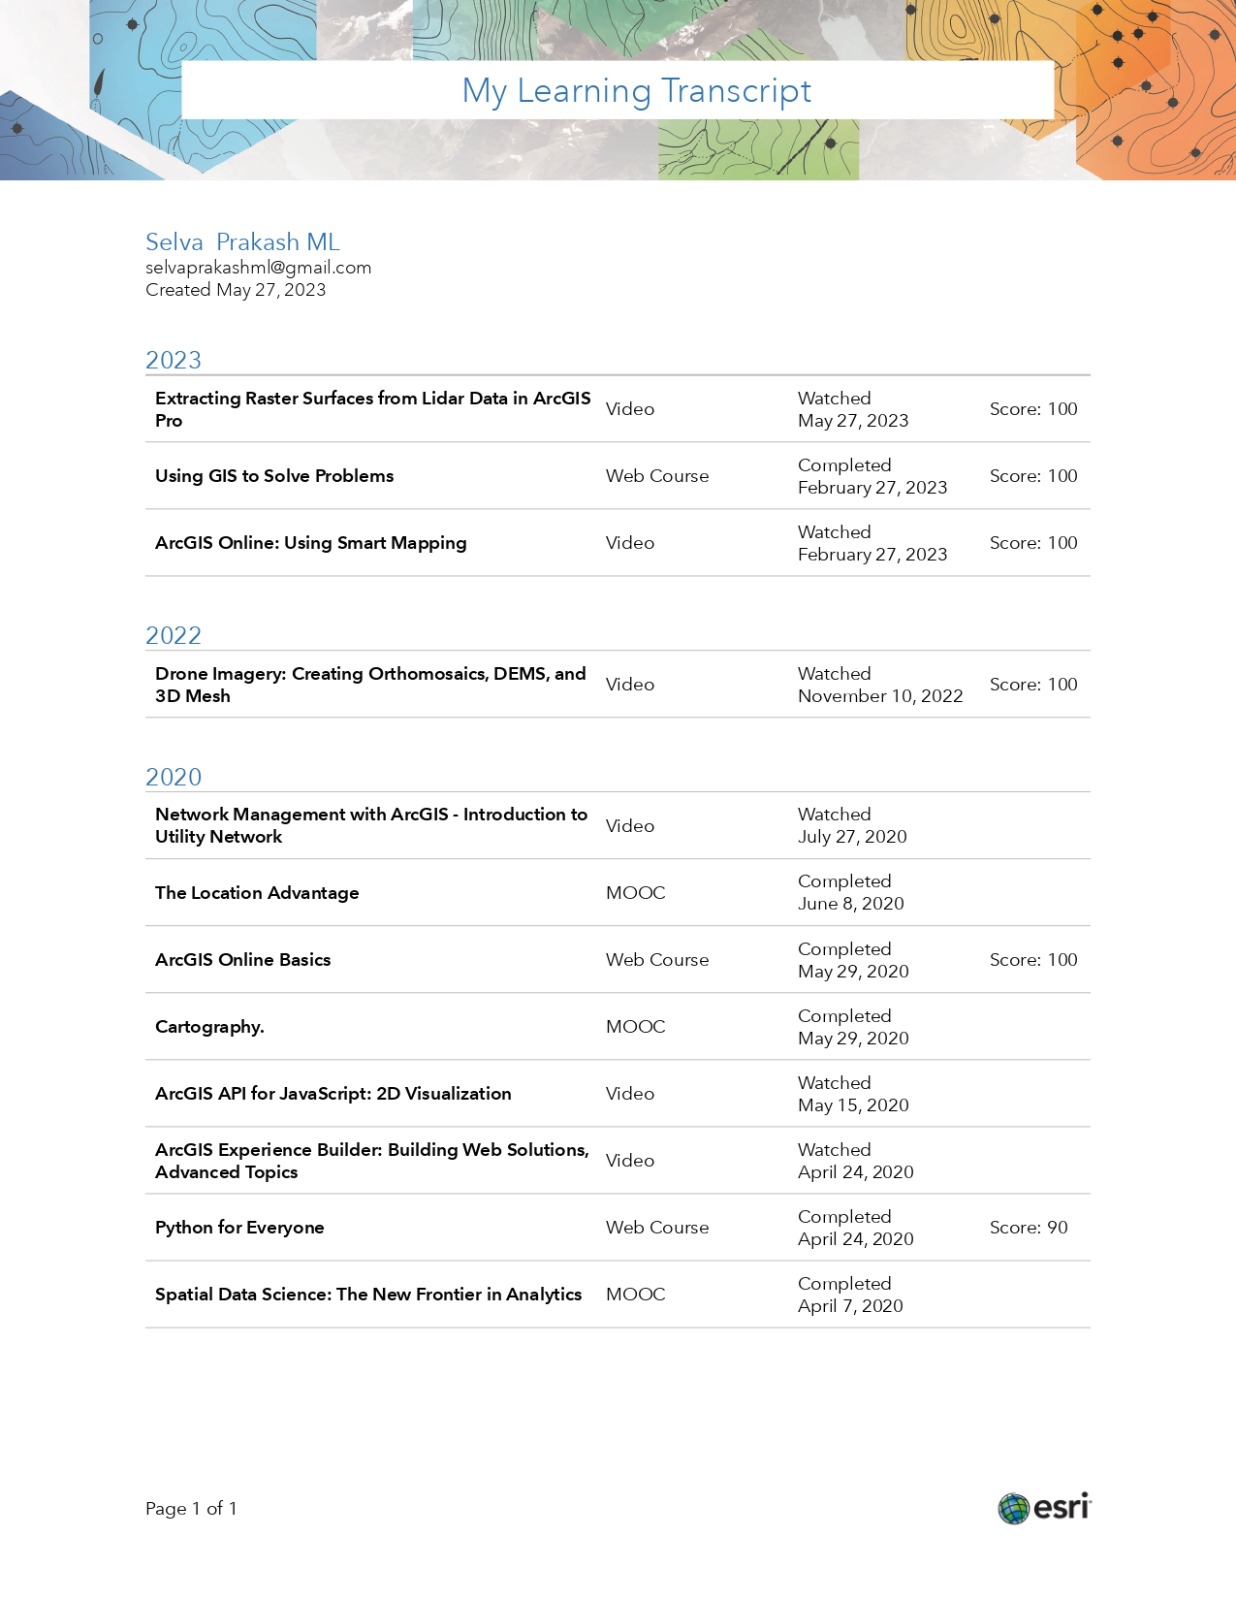 My Learning Transcript
Selva  Prakash ML
selvaprakashml@gmail.com
Created May 27, 2023
2023
Extracting Raster Surfaces from Lidar Data in ArcGIS
Pro
Video
Watched
May 27, 2023
Score: 100
Using GIS to Solve Problems
Web Course
Completed
February 27, 2023
Score: 100
ArcGIS Online: Using Smart Mapping
Video
Watched
February 27, 2023
Score: 100
2022
Drone Imagery: Creating Orthomosaics, DEMS, and
3D Mesh
Video
Watched
November 10, 2022
Score: 100
2020
Network Management with ArcGIS - Introduction to
Utility Network
Video
Watched
July 27, 2020
The Location Advantage
MOOC
Completed
June 8, 2020
ArcGIS Online Basics
Web Course
Completed
May 29, 2020
Score: 100
Cartography.
MOOC
Completed
May 29, 2020
ArcGIS API for JavaScript: 2D Visualization
Video
Watched
May 15, 2020
ArcGIS Experience Builder: Building Web Solutions,
Advanced Topics
Video
Watched
April 24, 2020
Python for Everyone
Web Course
Completed
April 24, 2020
Score: 90
Spatial Data Science: The New Frontier in Analytics
MOOC
Completed
April 7, 2020
Page 1 of 1
esri